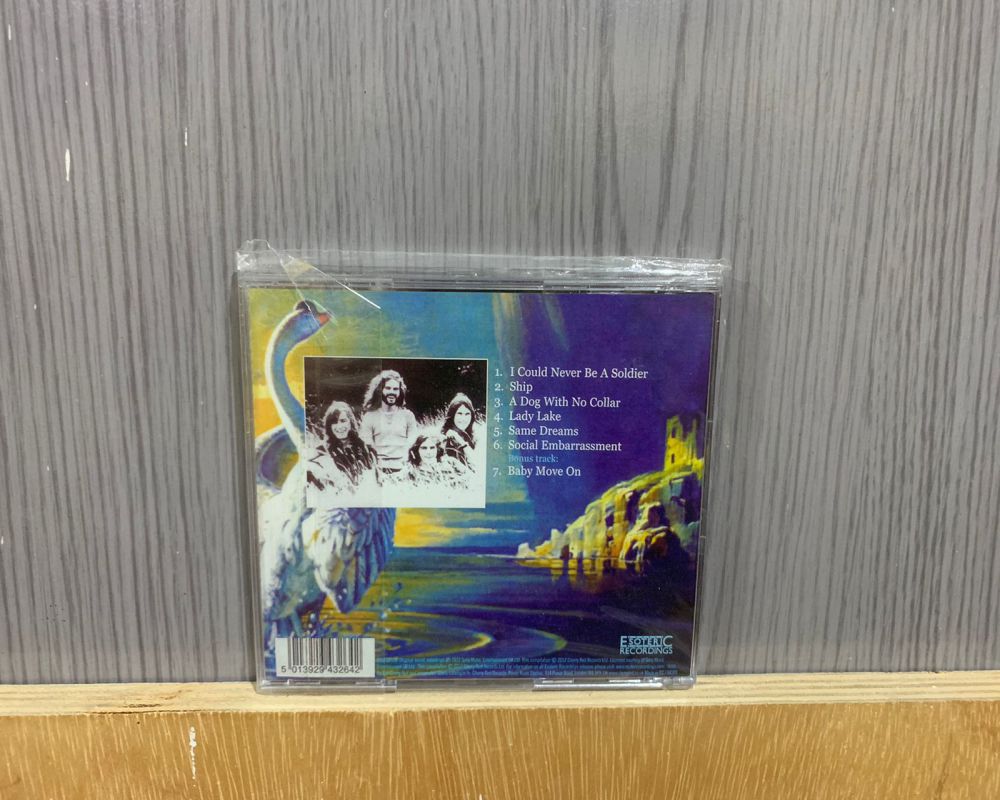 1. I Could Never Be A Soldier
2. Ship
3. A Dog With No Collar
4. Lady Lake
5. Same Dreams
6. Social Embarrassment
Bonus track:
7. Baby Move On
ESOTERIC
RECORDINGS
5 013929 432642